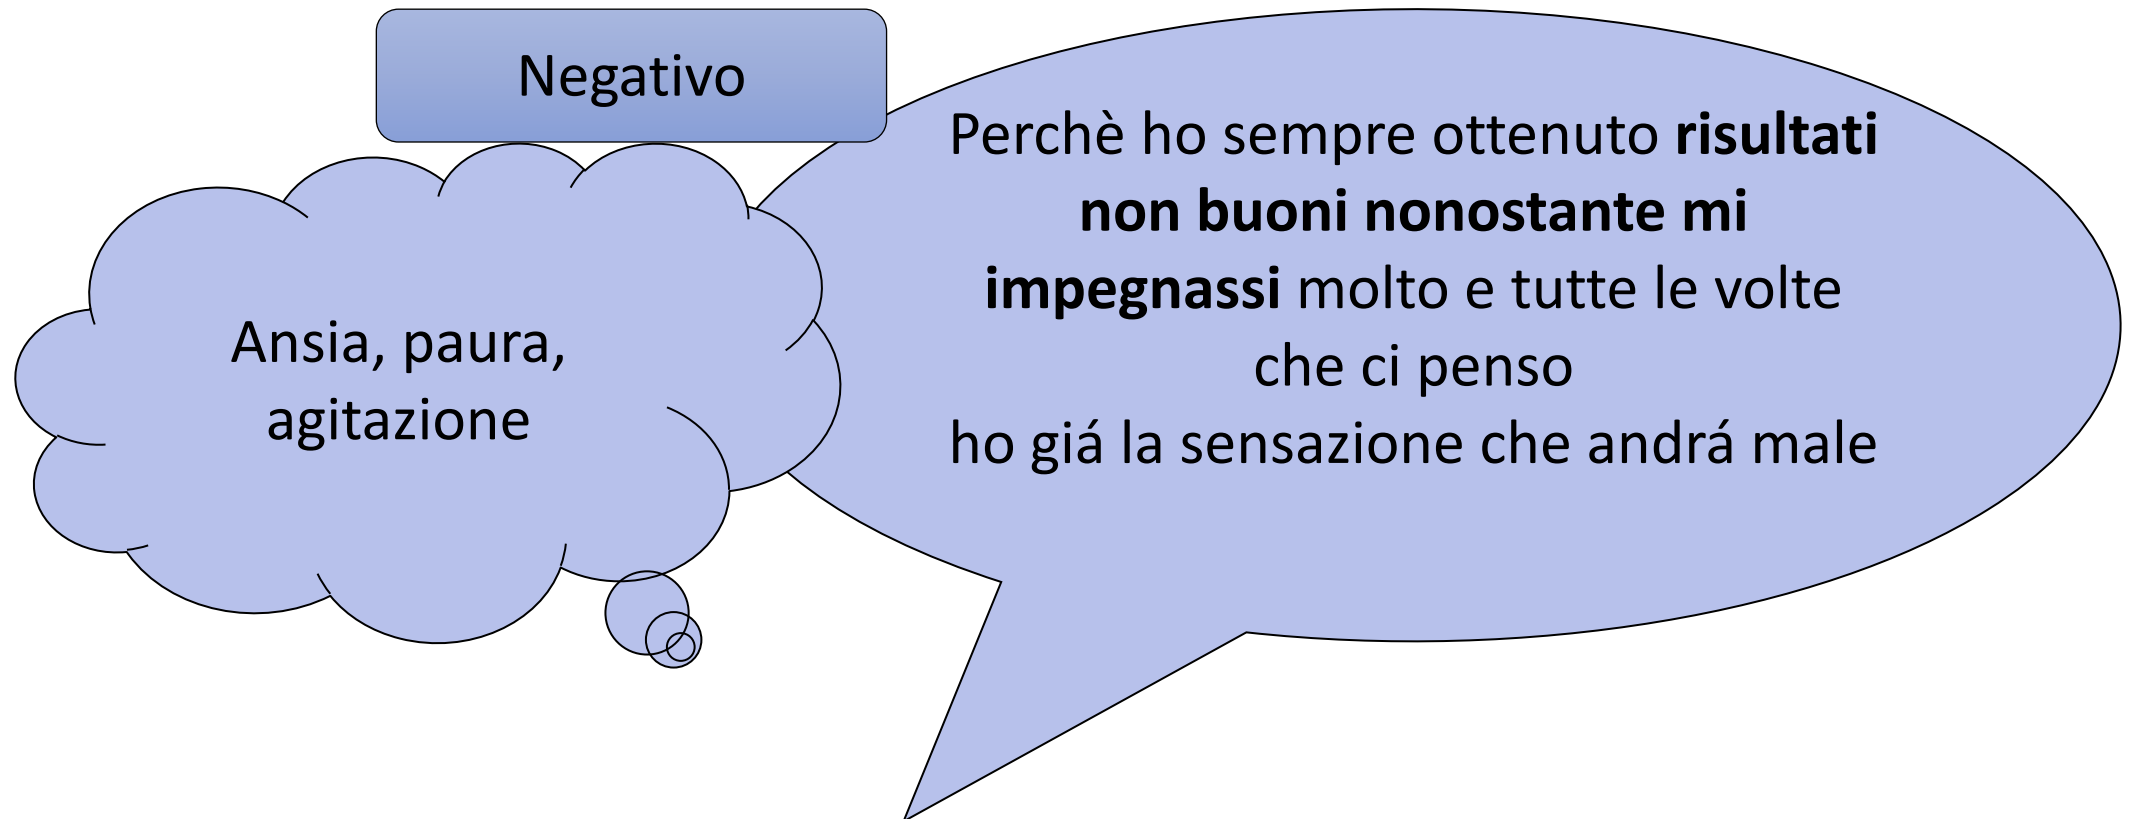 Negativo
Ansia, paura,
agitazione
Perchè ho sempre ottenuto risultati
non buoni nonostante mi
impegnassi molto e tutte le volte
che ci penso
ho giá la sensazione che andrá male